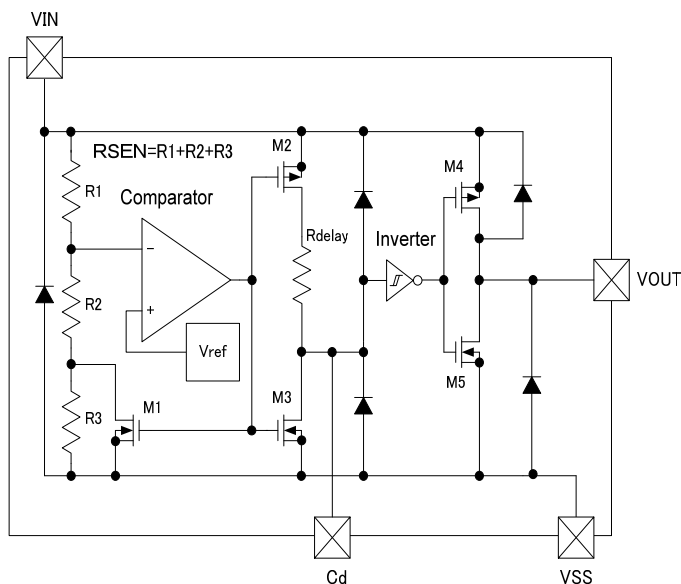 VIN
RSEN=R1+R2+R3
M2
M4
R1
Comparator
Rdelay
Inverter
−
VOUT
R2
+
Vref
M5
R3
M1
M3
Cd
VSS